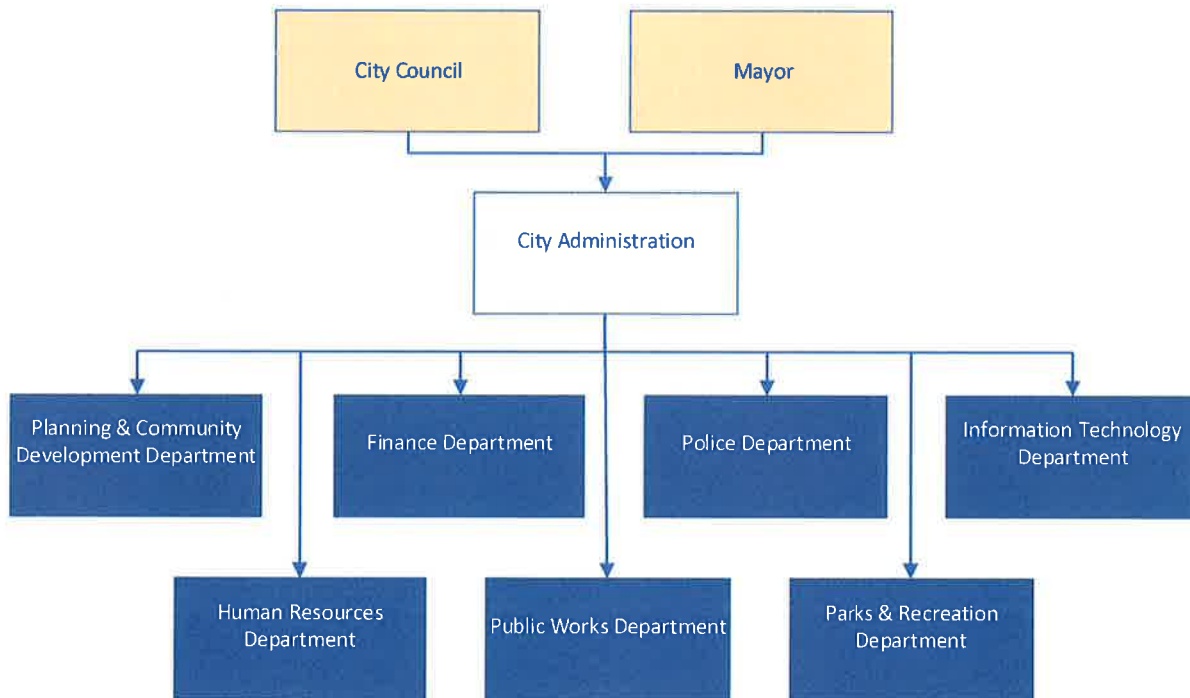 City Council
Mayor
City Administration
Planning & Community
Development Department
Finance Department
Police Department
Information Technology
Department
Human Resources
Department
Public Works Department
Parks & Recreation
Department